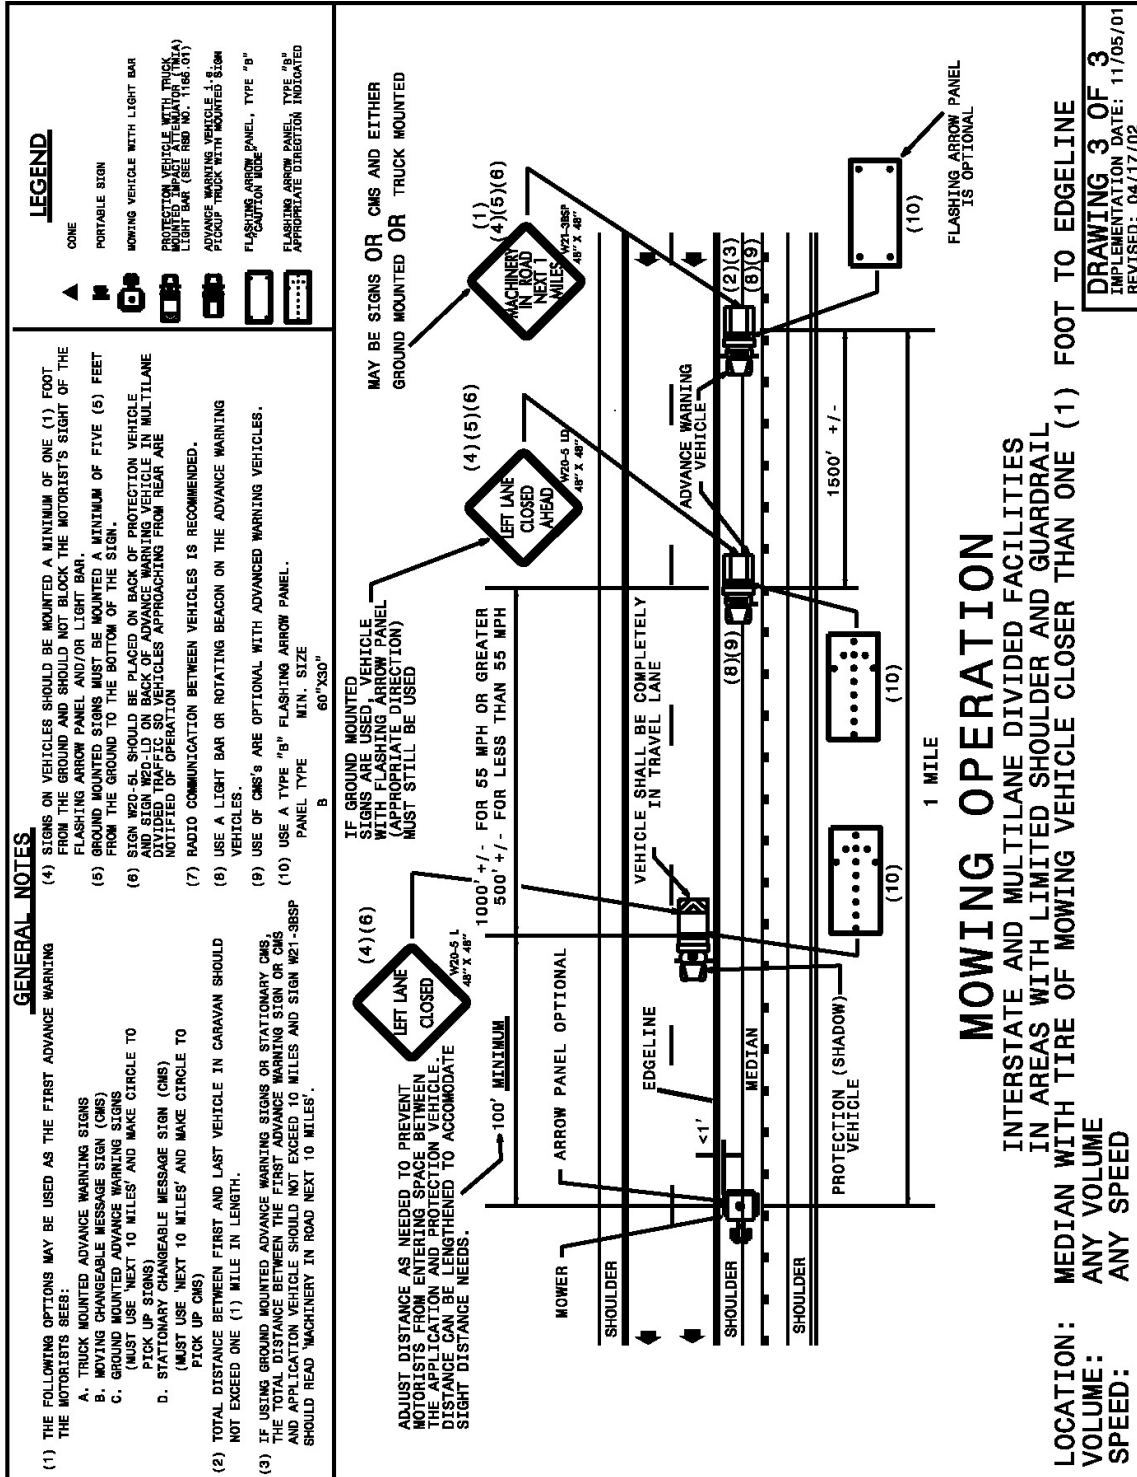 GENERAL NOTES
(1) THE FOLLOWING OPTIONS MAY BE USED AS THE FIRST ADVANCE WARNING
THE MOTORISTS SEES:
A. TRUCK MOUNTED ADVANCE WARNING SIGNS
B. MOVING CHANGEABLE MESSAGE SIGN (CMS)
C. GROUND MOUNTED ADVANCE WARNING SIGNS
(MUST USE 'NEXT 10 MILES' AND MAKE CIRCLE TO
PICK UP SIGNS)
D. STATIONARY CHANGEABLE MESSAGE SIGN (CMS)
(MUST USE 'NEXT 10 MILES' AND MAKE CIRCLE TO
PICK UP CMS)
(2) TOTAL DISTANCE BETWEEN FIRST AND LAST VEHICLE IN CARAVAN SHOULD
NOT EXCEED ONE (1) MILE IN LENGTH.
(3) IF USING GROUND MOUNTED ADVANCE WARNING SIGNS OR STATIONARY CMS,
THE TOTAL DISTANCE BETWEEN THE FIRST ADVANCE WARNING SIGN OR CMS
AND APPLICATION VEHICLE SHOULD NOT EXCEED 10 MILES AND SIGN W21-3BSP
SHOULD READ 'MACHINERY IN ROAD NEXT 10 MILES'.
(4) SIGNS ON VEHICLES SHOULD BE MOUNTED A MINIMUM OF ONE (1) FOOT
FROM THE GROUND AND SHOULD NOT BLOCK THE MOTORIST'S SIGHT OF THE
FLASHING ARROW PANEL AND/OR LIGHT BAR.
(5) GROUND MOUNTED SIGNS MUST BE MOUNTED A MINIMUM OF FIVE (5) FEET
FROM THE GROUND TO THE BOTTOM OF THE SIGN.
(6) SIGN W20-5L SHOULD BE PLACED ON BACK OF PROTECTION VEHICLE
AND SIGN W20-LD ON BACK OF ADVANCE WARNING VEHICLE IN MULTILANE
DIVIDED TRAFFIC SO VEHICLES APPROACHING FROM REAR ARE
NOTIFIED OF OPERATION
(7) RADIO COMMUNICATION BETWEEN VEHICLES IS RECOMMENDED.
(8) USE A LIGHT BAR OR ROTATING BEACON ON THE ADVANCE WARNING
VEHICLES.
(9) USE OF CMS's ARE OPTIONAL WITH ADVANCED WARNING VEHICLES.
(10) USE A TYPE "B" FLASHING ARROW PANEL.
PANEL TYPE MIN. SIZE
B 60"X30"
LEGEND
CONE
PORTABLE SIGN
MOWING VEHICLE WITH LIGHT BAR
PROTECTION VEHICLE WITH TRUCK
MOUNTED IMPACT ATTENUATOR (TMIA)
LIGHT BAR (SEE RSD NO. 1165.01)
ADVANCE WARNING VEHICLE i.e.
PICKUP TRUCK WITH MOUNTED SIGN
FLASHING ARROW PANEL, TYPE "B"
"CAUTION MODE"
FLASHING ARROW PANEL, TYPE "B"
APPROPRIATE DIRECTION INDICATED
ADJUST DISTANCE AS NEEDED TO PREVENT
MOTORISTS FROM ENTERING SPACE BETWEEN
THE APPLICATION AND PROTECTION VEHICLE.
DISTANCE CAN BE LENGTHENED TO ACCOMODATE
SIGHT DISTANCE NEEDS.
LEFT LANE
CLOSED
(4)(6)
W20-5 L
48" X 48"
IF GROUND MOUNTED
SIGNS ARE USED, VEHICLE
WITH FLASHING ARROW PANEL
(APPROPRIATE DIRECTION)
MUST STILL BE USED
LEFT LANE
CLOSED
AHEAD
(4)(5)(6)
W20-5 LD
48" X 48"
MAY BE SIGNS OR CMS AND EITHER
GROUND MOUNTED OR TRUCK MOUNTED
MACHINERY
IN ROAD
NEXT 1
MILES
(1)
(4)(5)(6)
W21-3BSP
48" X 48"
100' MINIMUM
1000' +/- FOR 55 MPH OR GREATER
500' +/- FOR LESS THAN 55 MPH
MOWER
ARROW PANEL OPTIONAL
EDGELINE
VEHICLE SHALL BE COMPLETELY
IN TRAVEL LANE
ADVANCE WARNING
VEHICLE
SHOULDER
SHOULDER
<1'
MEDIAN
(8)(9)
(2)(3)
(8)(9)
SHOULDER
PROTECTION (SHADOW)
VEHICLE
(10)
(10)
(10)
1500' +/-
FLASHING ARROW PANEL
IS OPTIONAL
1 MILE
MOWING OPERATION
INTERSTATE AND MULTILANE DIVIDED FACILITIES
IN AREAS WITH LIMITED SHOULDER AND GUARDRAIL
LOCATION: MEDIAN WITH TIRE OF MOWING VEHICLE CLOSER THAN ONE (1) FOOT TO EDGELINE
VOLUME: ANY VOLUME
SPEED: ANY SPEED
DRAWING 3 OF 3
IMPLEMENTATION DATE: 11/05/01
REVISED: 04/17/02